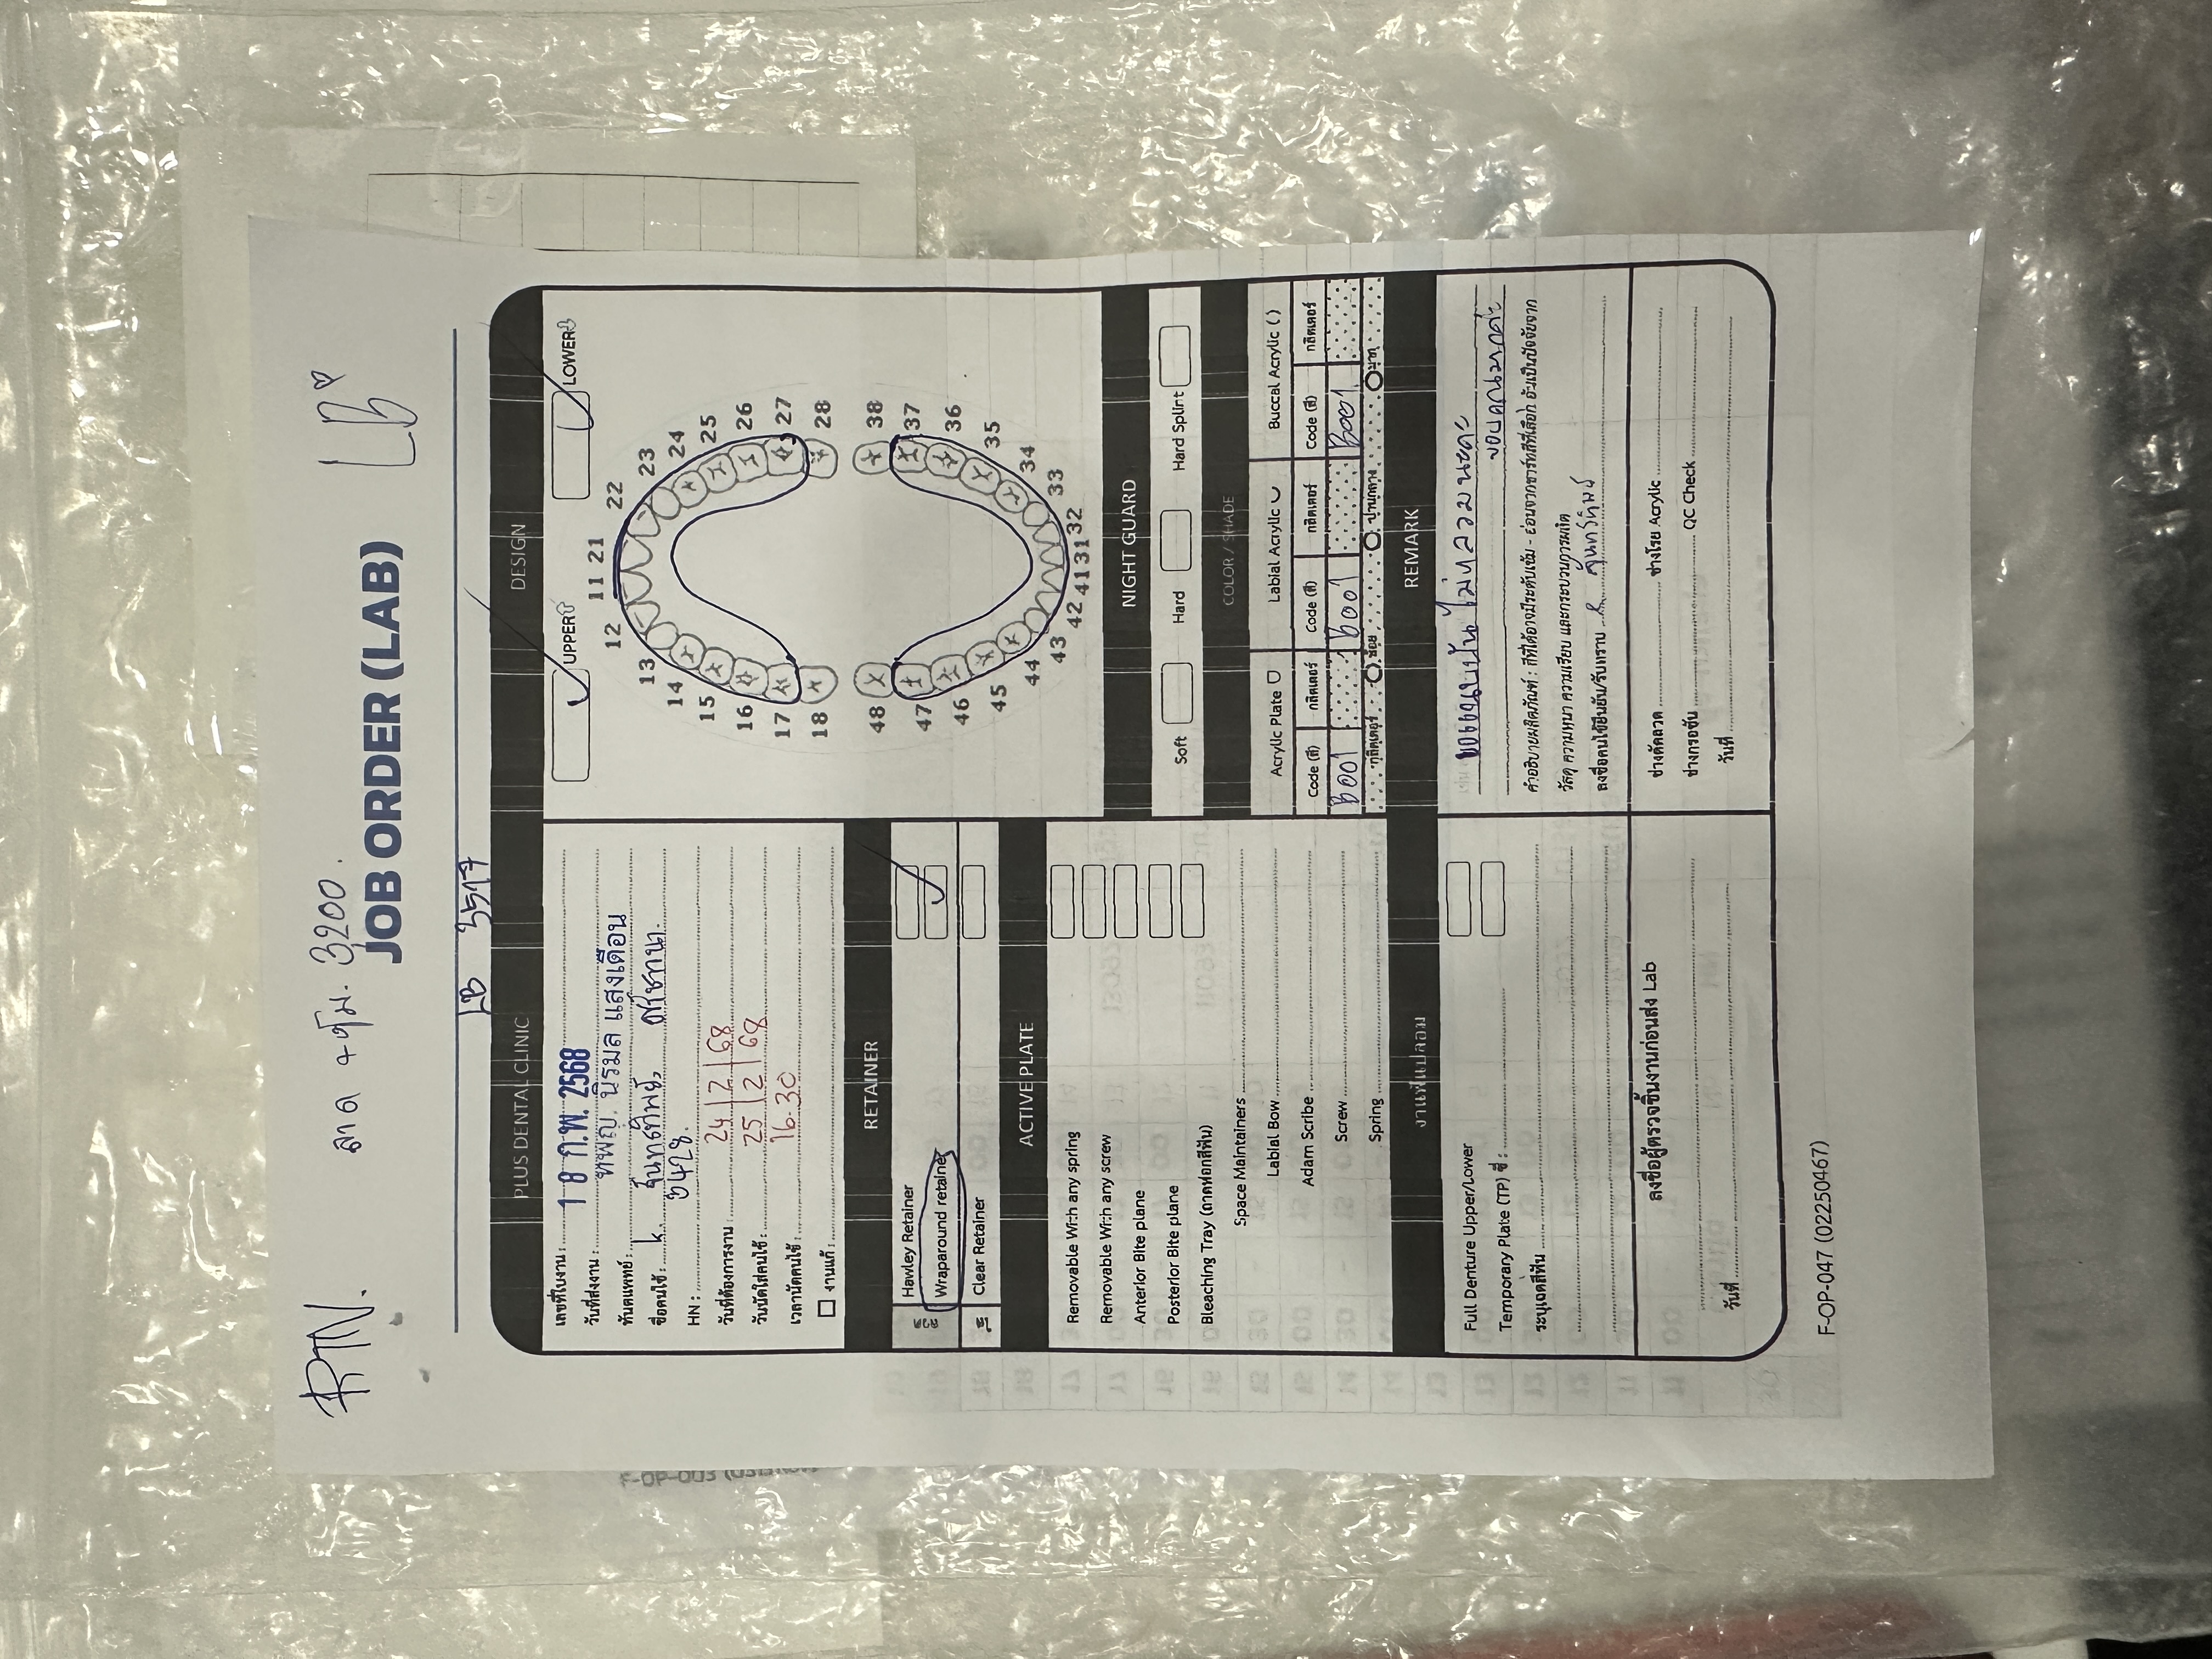 RTN.
3,200.
LB
JOB ORDER (LAB)
LB 3517
PLUS DENTAL CLINIC
เลขที่ใบงาน :
วันที่ส่งงาน : 18 ก.พ. 2568
ทันตแพทย์ : ทพญ. นิรมล แสงเดือน
ชื่อคนไข้ : k. จันทรทิพย์
HN : 3428.
วันที่ต้องการงาน : 24|2|68
วันนัดใส่คนไข้ : 25|2|68
เวลานัดคนไข้ : 16.30
งานแก้ :
RETAINER
ลวด
Hawley Retainer
Wraparound retainer
ใส
Clear Retainer
ACTIVE PLATE
Removable With any spring
Removable With any screw
Anterior Bite plane
Posterior Bite plane
Bleaching Tray (ถาดฟอกสีฟัน)
Space Maintainers
Labial Bow
Adam Scribe
Screw
Spring
งานฟันปลอม
Full Denture Upper/Lower
Temporary Plate (TP) ซี่ :
ระบุเฉดสีฟัน
ลงชื่อผู้ตรวจชิ้นงานก่อนส่ง Lab
วันที่
DESIGN
UPPER LOWER
11 21
12 22
13 23
14 24
15 25
16 26
17 27
18 28
48 38
47 37
46 36
45 35
44 34
43 33
42 41 31 32
NIGHT GUARD
Soft Hard Hard Splint
COLOR / SHADE
Acrylic Plate Labial Acrylic Buccal Acrylic ( )
Code (สี) กลิตเตอร์ Code (สี) กลิตเตอร์ Code (สี) กลิตเตอร์
B001 B001 B001
กลิตเตอร์ น้อย ปานกลาง มาก
REMARK
ขอแนบฟัน ไม่หลวมนะคะ
ขอบคุณมากค่ะ
คำอธิบายผลิตภัณฑ์ : สีที่ได้อาจมีระดับเข้ม - อ่อนจากชาร์ทสีที่เลือก อันเป็นปัจจัยจาก
วัสดุ ความหนา ความเรียบ และกระบวนการผลิต
ลงชื่อคนไข้ยืนยัน/รับทราบ จันทรทิพย์
ช่างดัดลวด ช่างโรย Acrylic
ช่างกรอขัน QC Check
วันที่
F-OP-047 (02250467)